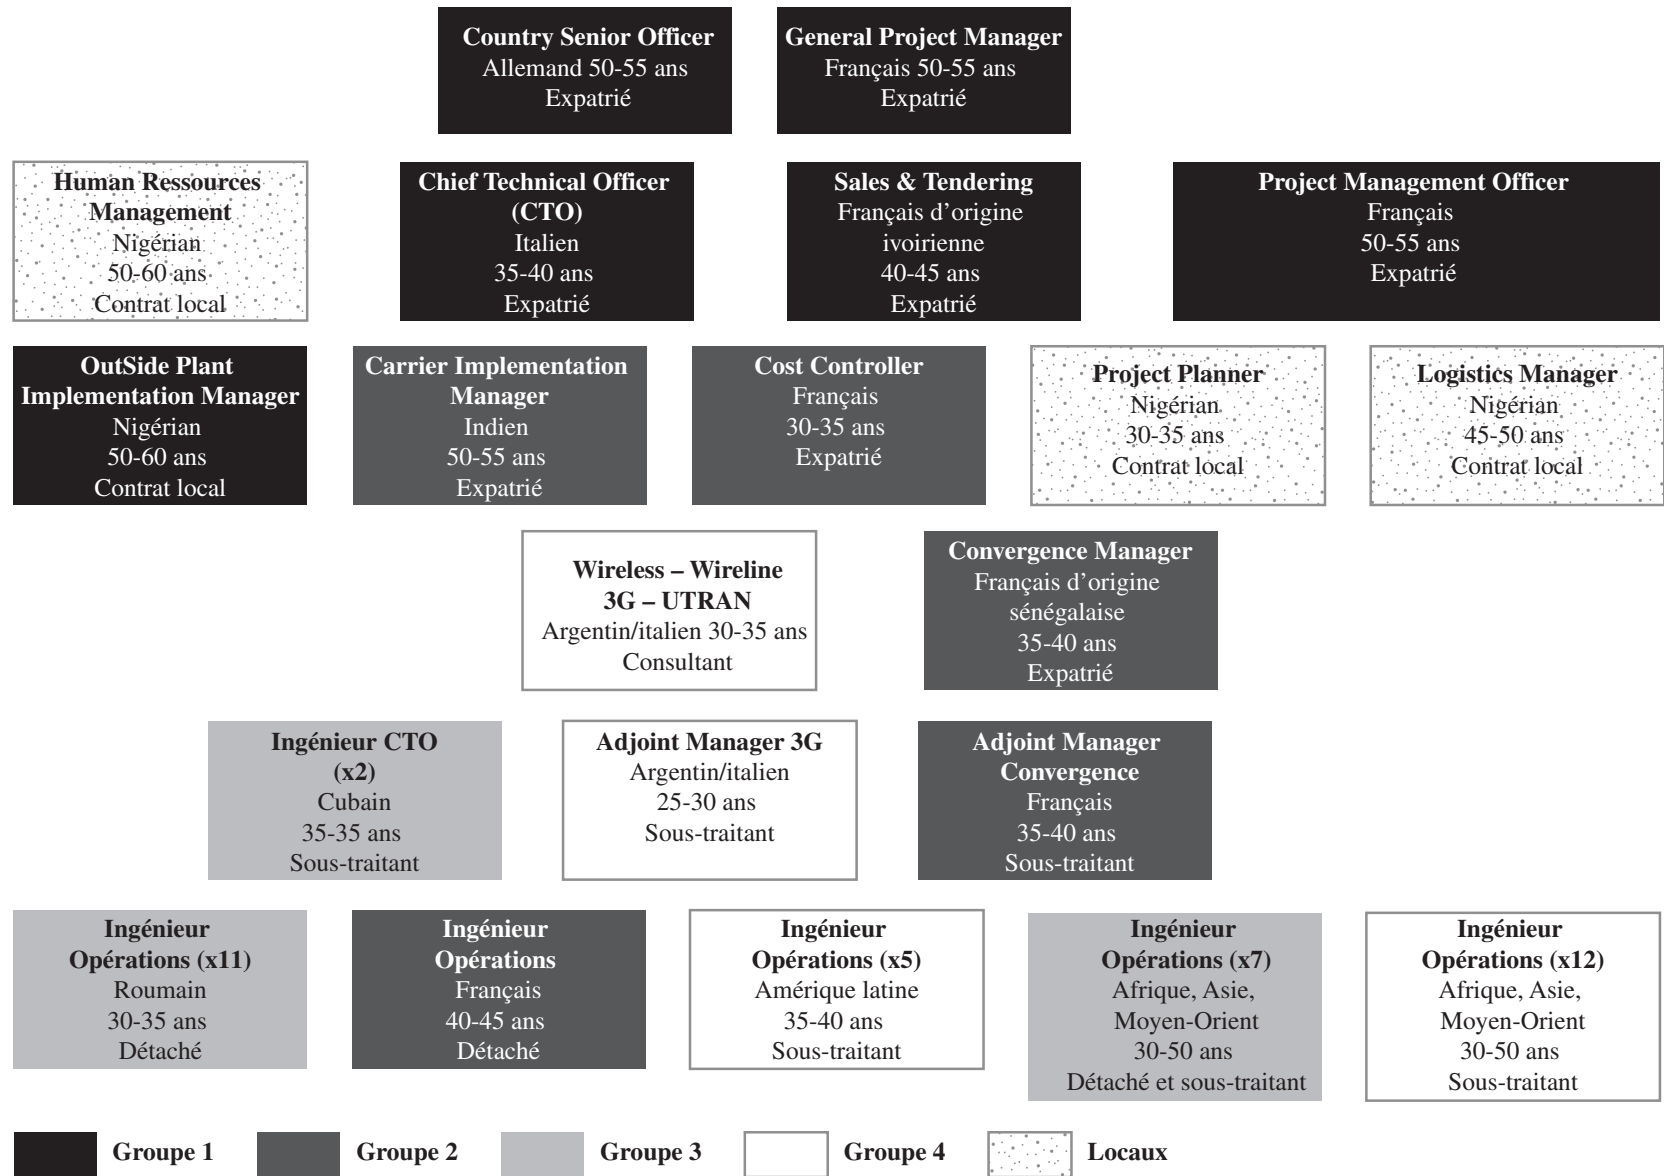 Country Senior Officer
Allemand 50-55 ans
Expatrié
General Project Manager
Français 50-55 ans
Expatrié
Human Ressources
Management
Nigérian
50-60 ans
Contrat local
Chief Technical Officer
(CTO)
Italien
35-40 ans
Expatrié
Sales & Tendering
Français d’origine
ivoirienne
40-45 ans
Expatrié
Project Management Officer
Français
50-55 ans
Expatrié
OutSide Plant
Implementation Manager
Nigérian
50-60 ans
Contrat local
Carrier Implementation
Manager
Indien
50-55 ans
Expatrié
Cost Controller
Français
30-35 ans
Expatrié
Project Planner
Nigérian
30-35 ans
Contrat local
Logistics Manager
Nigérian
45-50 ans
Contrat local
Wireless – Wireline
3G – UTRAN
Argentin/italien 30-35 ans
Consultant
Convergence Manager
Français d’origine
sénégalaise
35-40 ans
Expatrié
Ingénieur CTO
(x2)
Cubain
35-35 ans
Sous-traitant
Adjoint Manager 3G
Argentin/italien
25-30 ans
Sous-traitant
Adjoint Manager
Convergence
Français
35-40 ans
Sous-traitant
Ingénieur
Opérations (x11)
Roumain
30-35 ans
Détaché
Ingénieur
Opérations
Français
40-45 ans
Détaché
Ingénieur
Opérations (x5)
Amérique latine
35-40 ans
Sous-traitant
Ingénieur
Opérations (x7)
Afrique, Asie,
Moyen-Orient
30-50 ans
Détaché et sous-traitant
Ingénieur
Opérations (x12)
Afrique, Asie,
Moyen-Orient
30-50 ans
Sous-traitant
Groupe 1
Groupe 2
Groupe 3
Groupe 4
Locaux